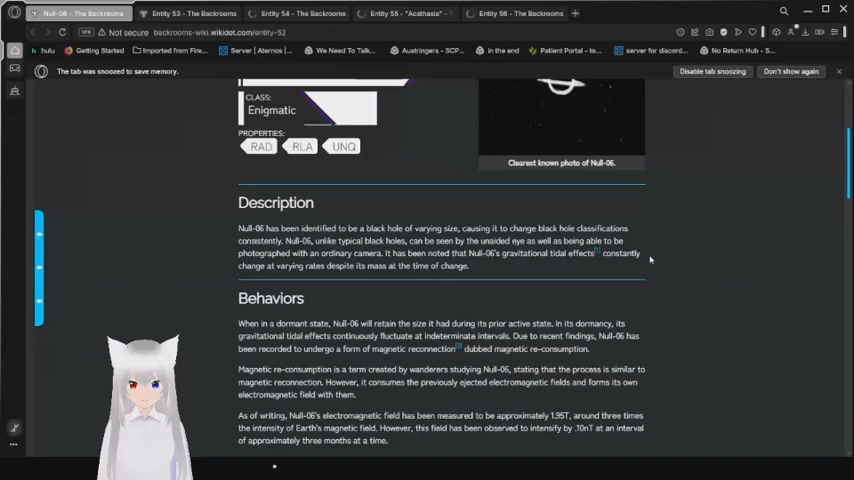 Null-06 - The Backrooms
Entity 53 - The Backrooms
Entity 54 - The Backrooms
Entity 55 - "Acathasia" - T
Entity 56 - The Backrooms
VPN
Not secure backrooms-wiki.wikidot.com/entity-52
hulu
Getting Started
Imported from Fire...
Server | Aternos |
We Need To Talk...
Austringers - SCP...
in the end
Patient Portal - to
server for discord...
No Return Hub - Th
The tab was snoozed to save memory.
Disable tab snoozing
Don't show again
CLASS:
Enigmatic
PROPERTIES:
RAD RLA UNQ
Clearest known photo of Null-06.
Description
Null-06 has been identified to be a black hole of varying size, causing it to change black hole classifications
consistently. Null-06, unlike typical black holes, can be seen by the unaided eye as well as being able to be
photographed with an ordinary camera. It has been noted that Null-06's gravitational tidal effects[1] constantly
change at varying rates despite its mass at the time of change.
Behaviors
When in a dormant state, Null-06 will retain the size it had during its prior active state. In its dormancy, its
gravitational tidal effects continuously fluctuate at indeterminate intervals. Due to recent findings, Null-06 has
been recorded to undergo a form of magnetic reconnection[2] dubbed magnetic re-consumption.
Magnetic re-consumption is a term created by wanderers studying Null-06, stating that the process is similar to
magnetic reconnection. However, it consumes the previously ejected electromagnetic fields and forms its own
electromagnetic field with them.
As of writing, Null-06's electromagnetic field has been measured to be approximately 1.95T, around three times
the intensity of Earth's magnetic field. However, this field has been observed to intensify by .10nT at an interval
of approximately three months at a time.